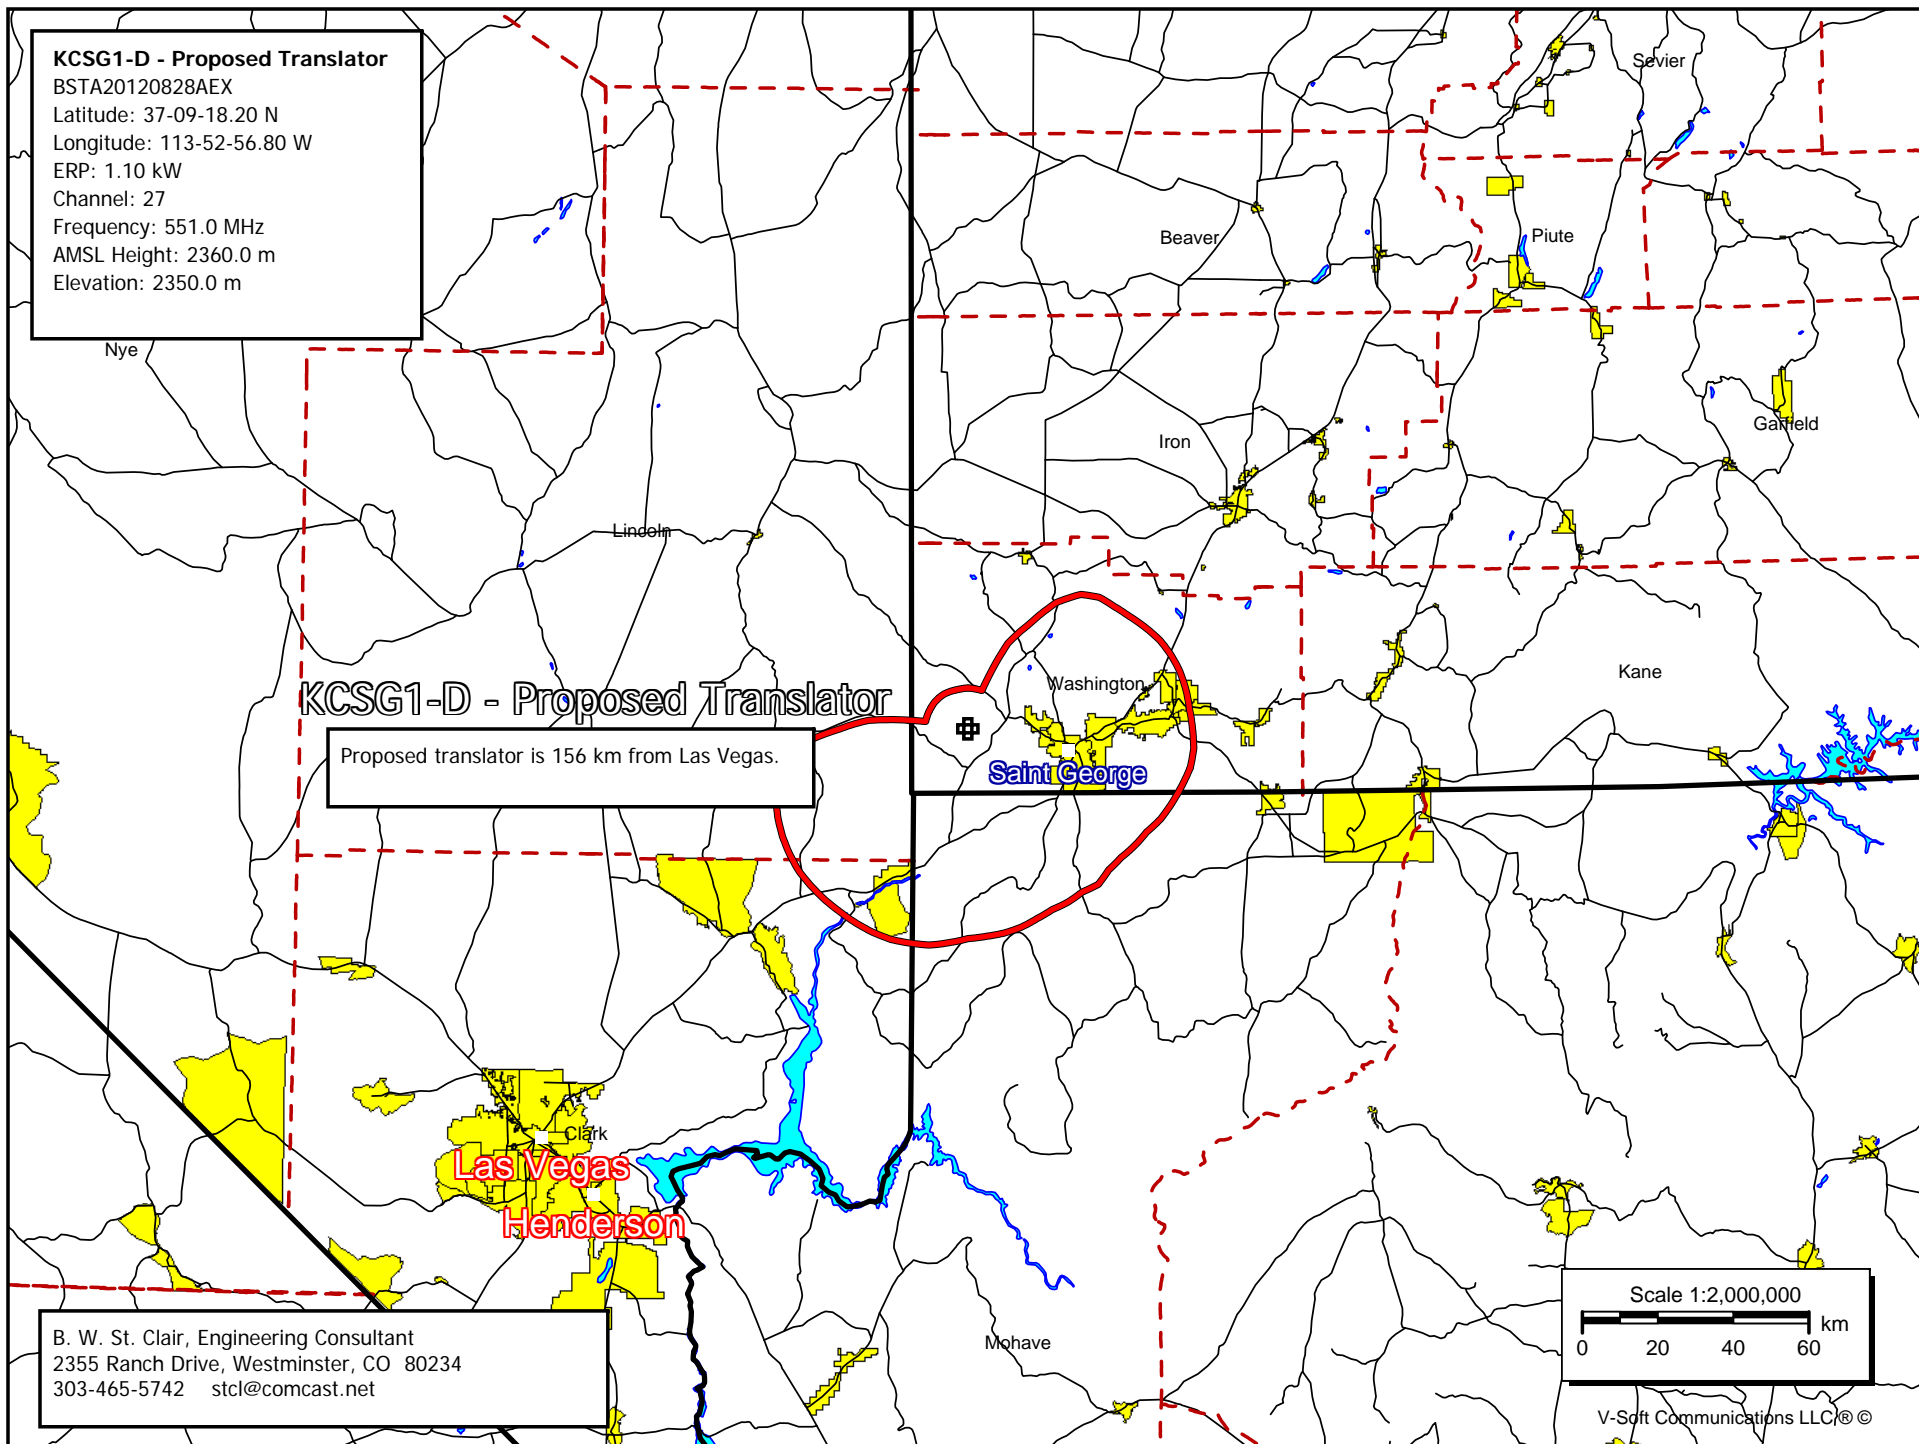 KCSG1-D - Proposed Translator
BSTA20120828AEX
Latitude: 37-09-18.20 N
Longitude: 113-52-56.80 W
ERP: 1.10 kW
Channel: 27
Frequency: 551.0 MHz
AMSL Height: 2360.0 m
Elevation: 2350.0 m
Sevier
Beaver
Piute
Nye
Iron
Garfield
Lincoln
Washington
Kane
KCSG1-D - Proposed Translator
Proposed translator is 156 km from Las Vegas.
Saint George
Clark
Las Vegas
Henderson
Mohave
Scale 1:2,000,000
km
0 20 40 60
B. W. St. Clair, Engineering Consultant
2355 Ranch Drive, Westminster, CO 80234
303-465-5742 stcl@comcast.net
V-Soft Communications LLC ® ©